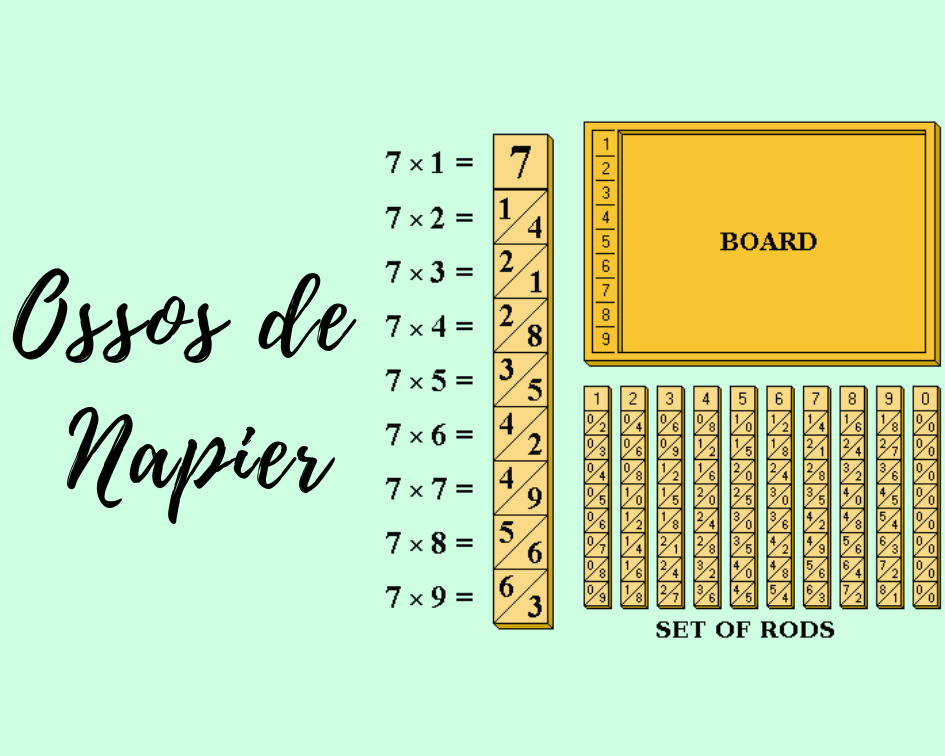 Ossos de
Napier
7 × 1 = 7
7 × 2 = 1/4
7 × 3 = 2/1
7 × 4 = 2/8
7 × 5 = 3/5
7 × 6 = 4/2
7 × 7 = 4/9
7 × 8 = 5/6
7 × 9 = 6/3
1
2
3
4
5
6
7
8
9
BOARD
1 2 3 4 5 6 7 8 9 0
0/2 0/4 0/6 0/8 1/0 1/2 1/4 1/6 1/8 0/0
0/3 0/6 0/9 1/2 1/5 1/8 2/1 2/4 2/7 0/0
0/4 0/8 1/2 1/6 2/0 2/4 2/8 3/2 3/6 0/0
0/5 1/0 1/5 2/0 2/5 3/0 3/5 4/0 4/5 0/0
0/6 1/2 1/8 2/4 3/0 3/6 4/2 4/8 5/4 0/0
0/7 1/4 2/1 2/8 3/5 4/2 4/9 5/6 6/3 0/0
0/8 1/6 2/4 3/2 4/0 4/8 5/6 6/4 7/2 0/0
0/9 1/8 2/7 3/6 4/5 5/4 6/3 7/2 8/1 0/0
SET OF RODS